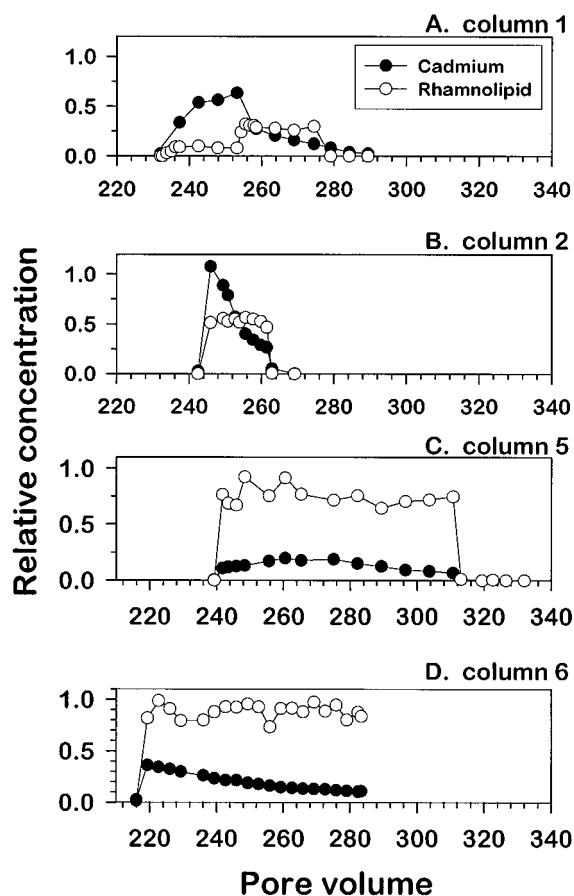 A. column 1
Cadmium
Rhamnolipid
1.0
0.5
0.0
220 240 260 280 300 320 340
B. column 2
1.0
0.5
0.0
220 240 260 280 300 320 340
C. column 5
1.0
0.5
0.0
220 240 260 280 300 320 340
D. column 6
1.0
0.5
0.0
220 240 260 280 300 320 340
Relative concentration
Pore volume